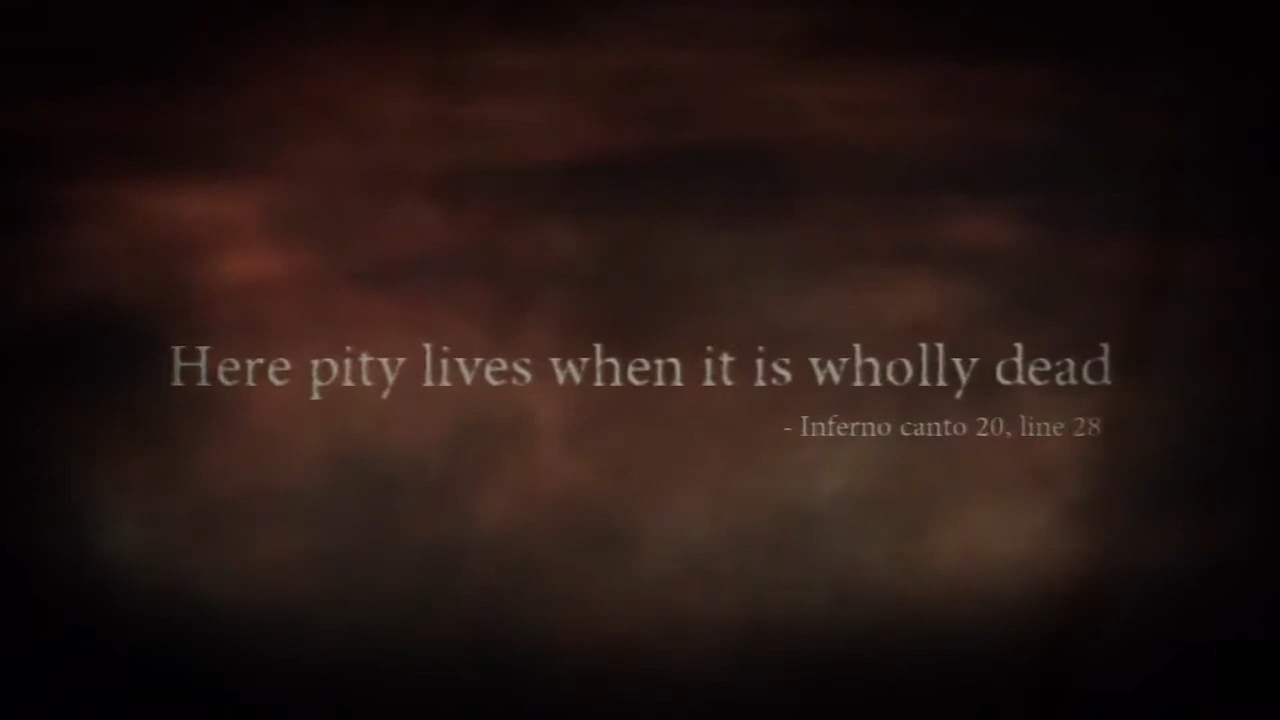 Here pity lives when it is wholly dead
- Inferno canto 20, line 28